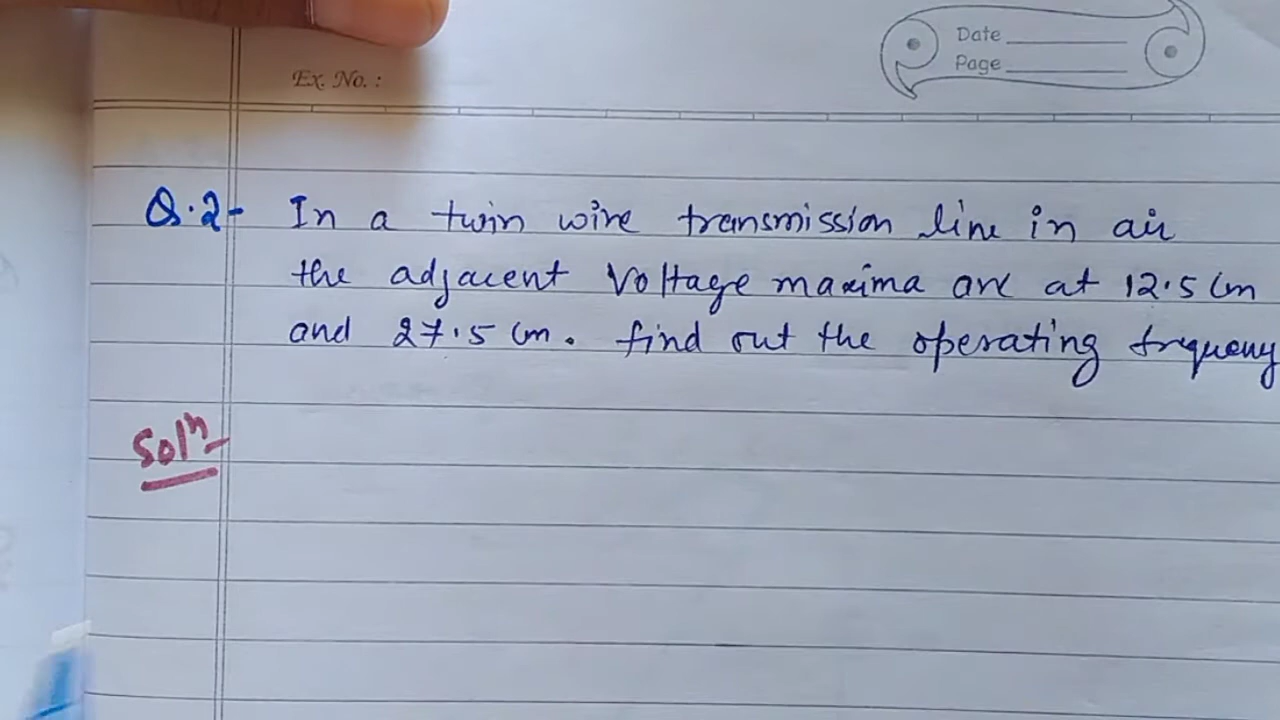 Date
Page
Ex. No. :
Q.2- In a twin wire transmission line in air
the adjacent Voltage maxima are at 12.5 cm
and 27.5 cm. find out the operating frequency
Solⁿ-